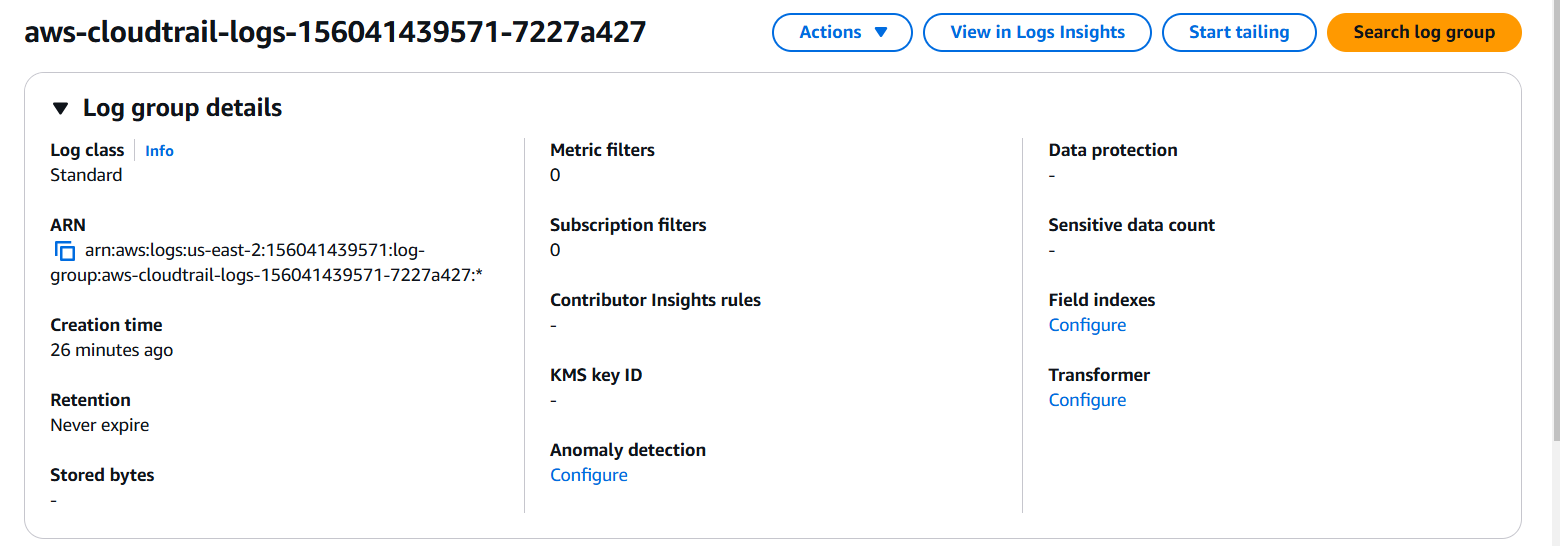 aws-cloudtrail-logs-156041439571-7227a427
Actions
View in Logs Insights
Start tailing
Search log group
Log group details
Log class
Info
Standard
ARN
arn:aws:logs:us-east-2:156041439571:log-
group:aws-cloudtrail-logs-156041439571-7227a427:*
Creation time
26 minutes ago
Retention
Never expire
Stored bytes
-
Metric filters
0
Subscription filters
0
Contributor Insights rules
-
KMS key ID
-
Anomaly detection
Configure
Data protection
-
Sensitive data count
-
Field indexes
Configure
Transformer
Configure